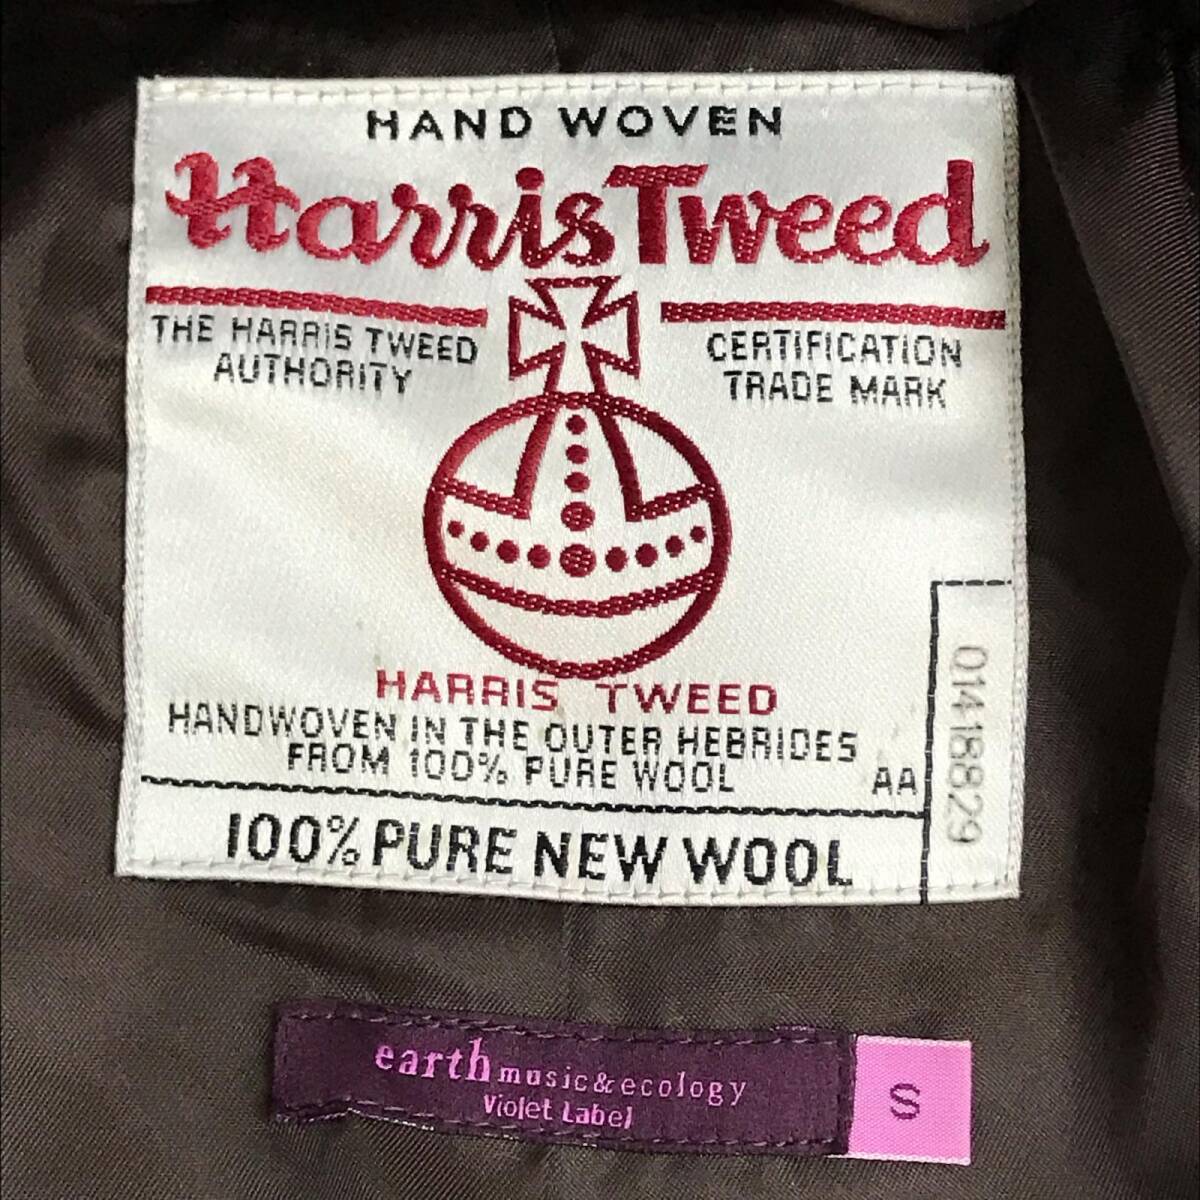 HAND WOVEN
Harris Tweed
THE HARRIS TWEED
AUTHORITY
CERTIFICATION
TRADE MARK
HARRIS TWEED
HANDWOVEN IN THE OUTER HEBRIDES
FROM 100% PURE WOOL
AA
01418829
100% PURE NEW WOOL
earth music&ecology
Violet Label
S